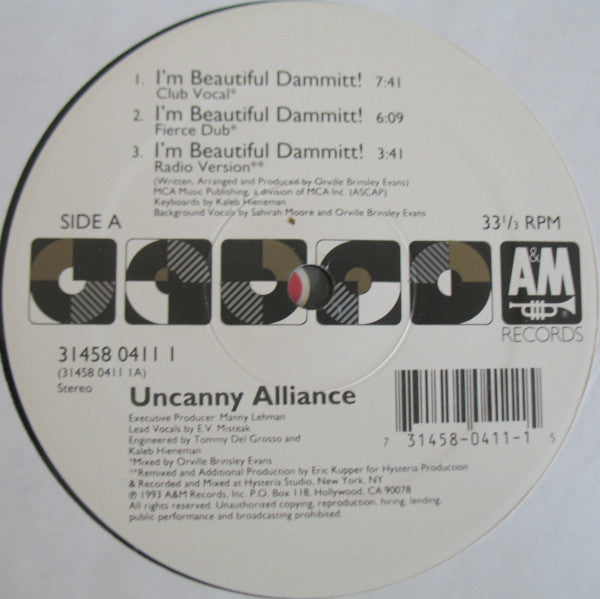 1. I'm Beautiful Dammitt! 7:41
Club Vocal*
2. I'm Beautiful Dammitt! 6:09
Fierce Dub*
3. I'm Beautiful Dammitt! 3:41
Radio Version**
(Written, Arranged and Produced by Orville Brinsley Evans)
MCA Music Publishing, a division of MCA Inc. (ASCAP)
Keyboards by Kaleb Hieneman
Background Vocals by Sahirah Moore and Orville Brinsley Evans
SIDE A
33 1/3 RPM
A&M
RECORDS
31458 0411 1
(31458 0411 1A)
Stereo
Uncanny Alliance
Executive Producer: Manny Lehman
Lead Vocals by E.V. Misteak
Engineered by Tommy Del Grosso and
Kaleb Hieneman
*Mixed by Orville Brinsley Evans
**Remixed and Additional Production by Eric Kupper for Hysteria Production
& Recorded and Mixed at Hysteria Studio, New York, NY
℗ 1993 A&M Records, Inc. P.O. Box 118, Hollywood, CA 90078
All rights reserved. Unauthorized copying, reproduction, hiring, lending,
public performance and broadcasting prohibited.
7 31458-0411-1 5